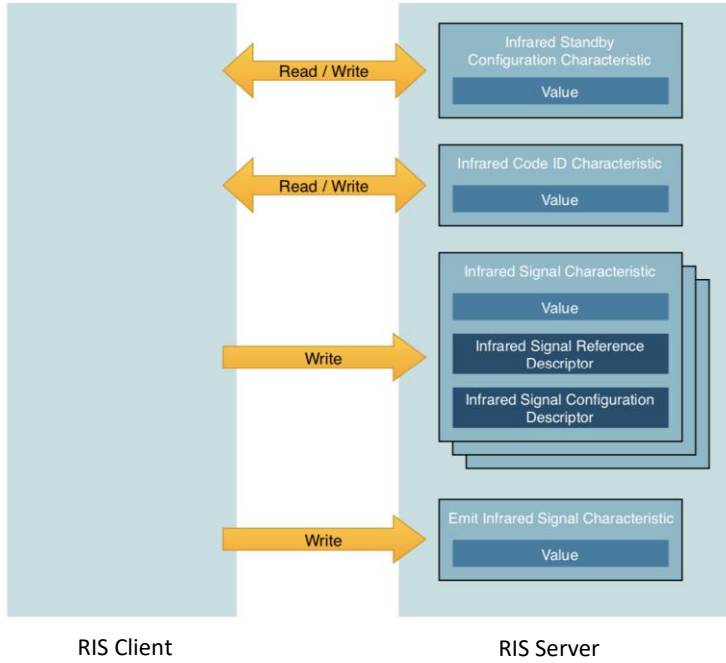 Infrared Standby
Configuration Characteristic
Read / Write
Value
Infrared Code ID Characteristic
Read / Write
Value
Infrared Signal Characteristic
Value
Infrared Signal Reference
Descriptor
Write
Infrared Signal Configuration
Descriptor
Emit Infrared Signal Characteristic
Write
Value
RIS Client
RIS Server